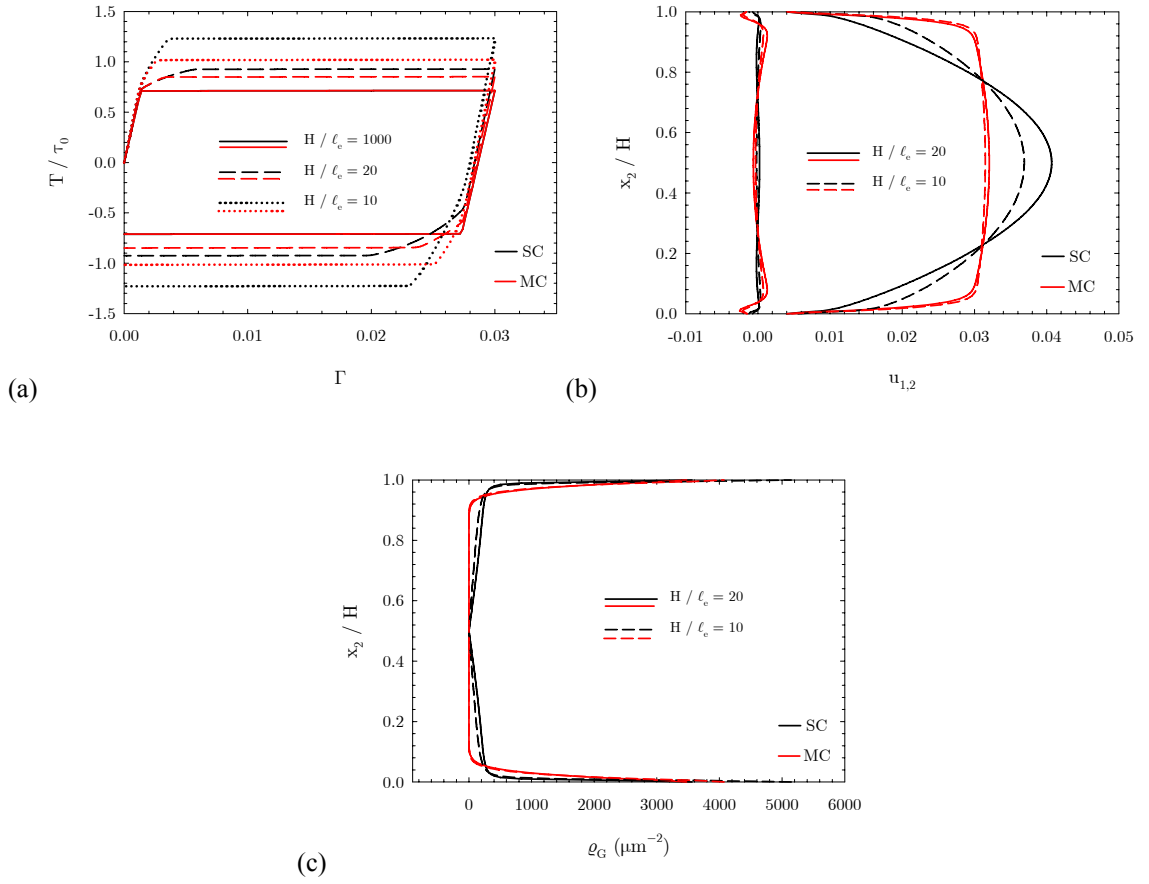 1.5
1.0
0.5
0.0
-0.5
-1.0
-1.5
T / τ₀
H / ℓₑ = 1000
H / ℓₑ = 20
H / ℓₑ = 10
SC
MC
0.00 0.01 0.02 0.03
Γ
(a)
1.0
0.8
0.6
0.4
0.2
0.0
x₂ / H
H / ℓₑ = 20
H / ℓₑ = 10
SC
MC
-0.01 0.00 0.01 0.02 0.03 0.04 0.05
u₁,₂
(b)
1.0
0.8
0.6
0.4
0.2
0.0
x₂ / H
H / ℓₑ = 20
H / ℓₑ = 10
SC
MC
0 1000 2000 3000 4000 5000 6000
ϱ_G (μm⁻²)
(c)